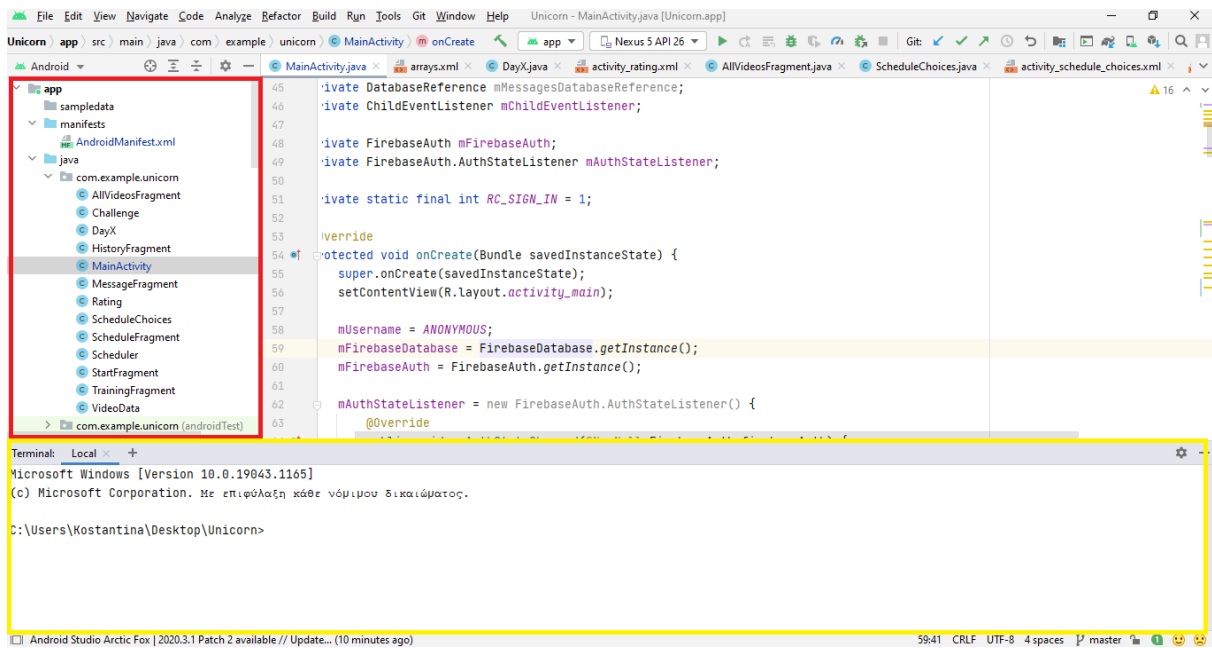 File Edit View Navigate Code Analyze Refactor Build Run Tools Git Window Help Unicorn - MainActivity.java [Unicorn.app]
Unicorn app src main java com example unicorn MainActivity onCreate app Nexus 5 API 26 Git:
Android MainActivity.java arrays.xml DayX.java activity_rating.xml AllVideosFragment.java ScheduleChoices.java activity_schedule_choices.xml
app
sampledata
manifests
AndroidManifest.xml
java
com.example.unicorn
AllVideosFragment
Challenge
DayX
HistoryFragment
MainActivity
MessageFragment
Rating
ScheduleChoices
ScheduleFragment
Scheduler
StartFragment
TrainingFragment
VideoData
com.example.unicorn (androidTest)
45 ivate DatabaseReference mMessagesDatabaseReference;
46 ivate ChildEventListener mChildEventListener;
47
48 ivate FirebaseAuth mFirebaseAuth;
49 ivate FirebaseAuth.AuthStateListener mAuthStateListener;
50
51 ivate static final int RC_SIGN_IN = 1;
52
53 verride
54 otected void onCreate(Bundle savedInstanceState) {
55 super.onCreate(savedInstanceState);
56 setContentView(R.layout.activity_main);
57
58 mUsername = ANONYMOUS;
59 mFirebaseDatabase = FirebaseDatabase.getInstance();
60 mFirebaseAuth = FirebaseAuth.getInstance();
61
62 mAuthStateListener = new FirebaseAuth.AuthStateListener() {
63 @Override
16
Terminal: Local × +
Microsoft Windows [Version 10.0.19043.1165]
(c) Microsoft Corporation. Με επιφύλαξη κάθε νόμιμου δικαιώματος.
C:\Users\Kostantina\Desktop\Unicorn>
Android Studio Arctic Fox | 2020.3.1 Patch 2 available // Update... (10 minutes ago) 59:41 CRLF UTF-8 4 spaces master 1